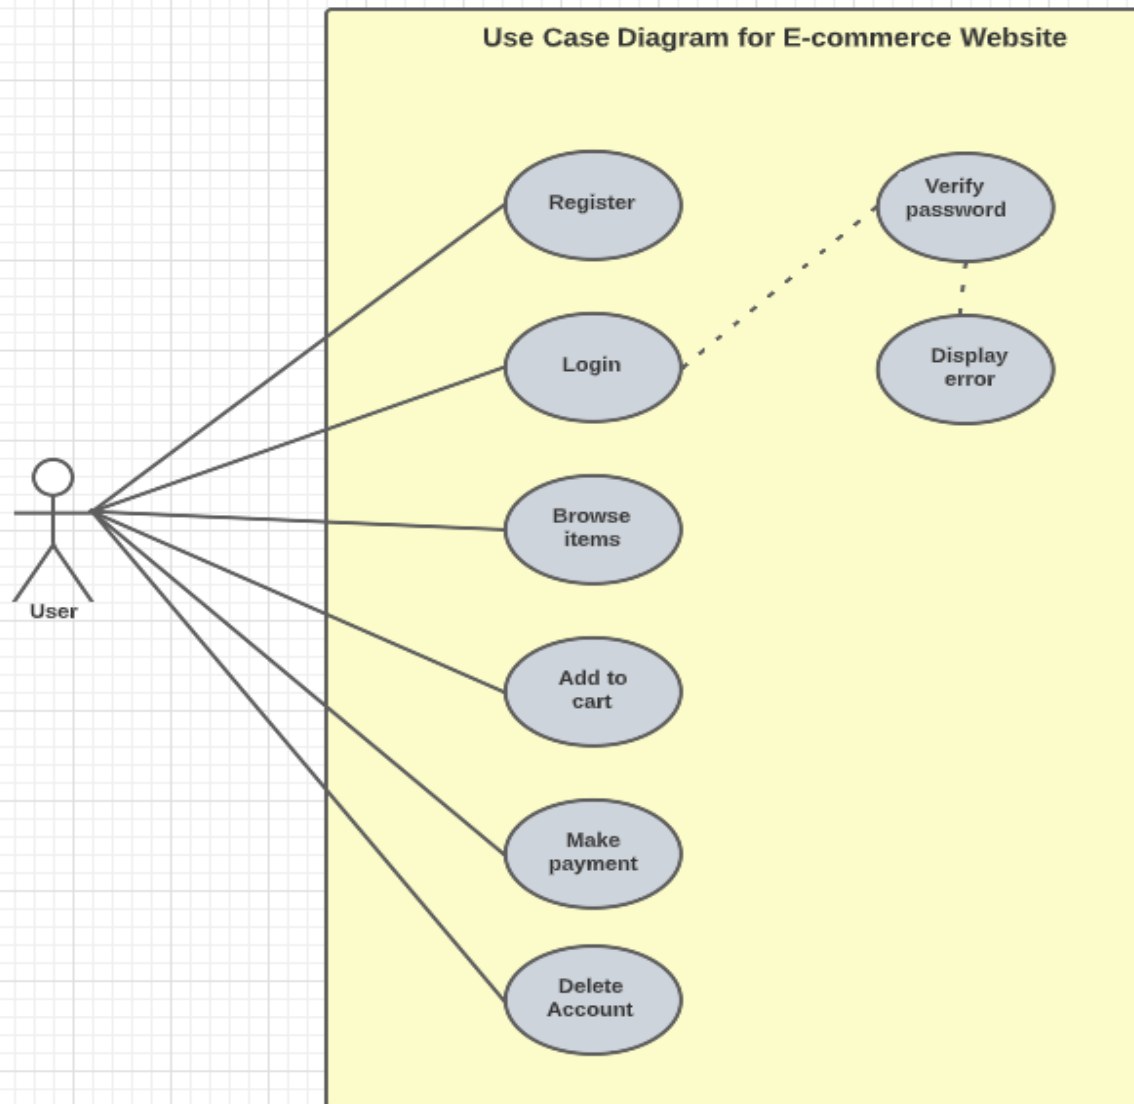 Use Case Diagram for E-commerce Website
Register
Verify
password
Login
Display
error
Browse
items
User
Add to
cart
Make
payment
Delete
Account